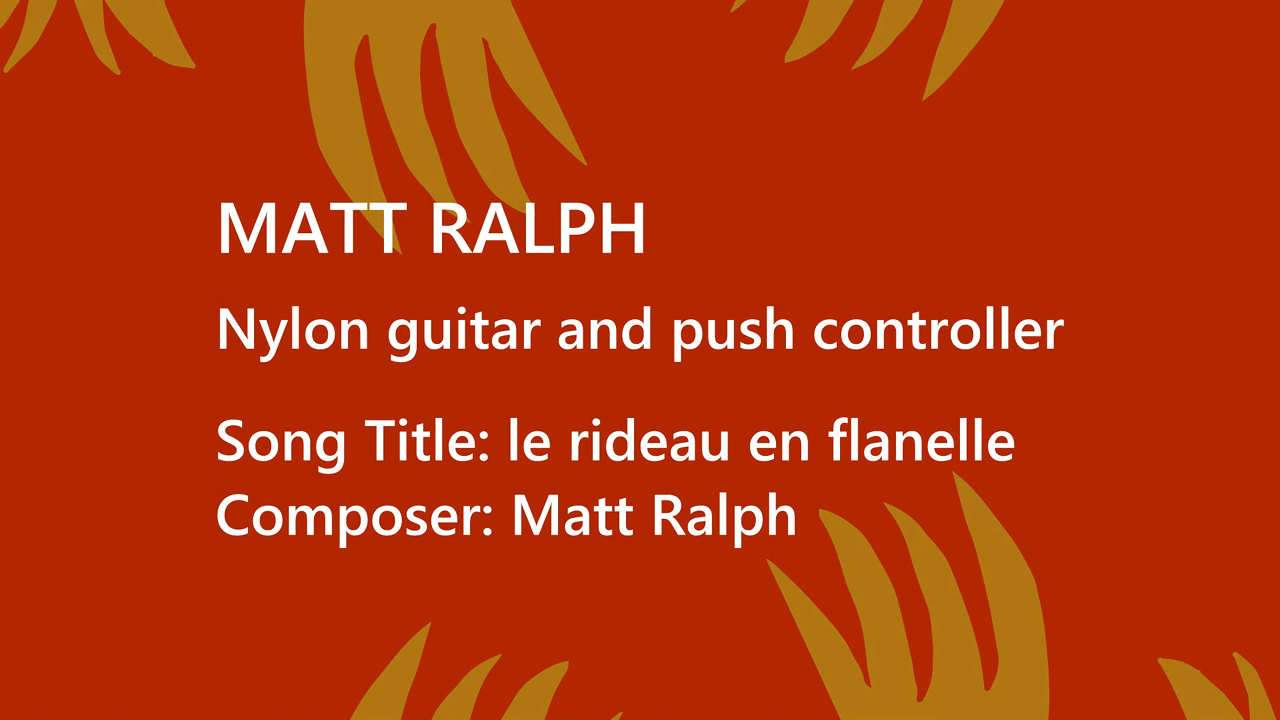 MATT RALPH
Nylon guitar and push controller
Song Title: le rideau en flanelle
Composer: Matt Ralph